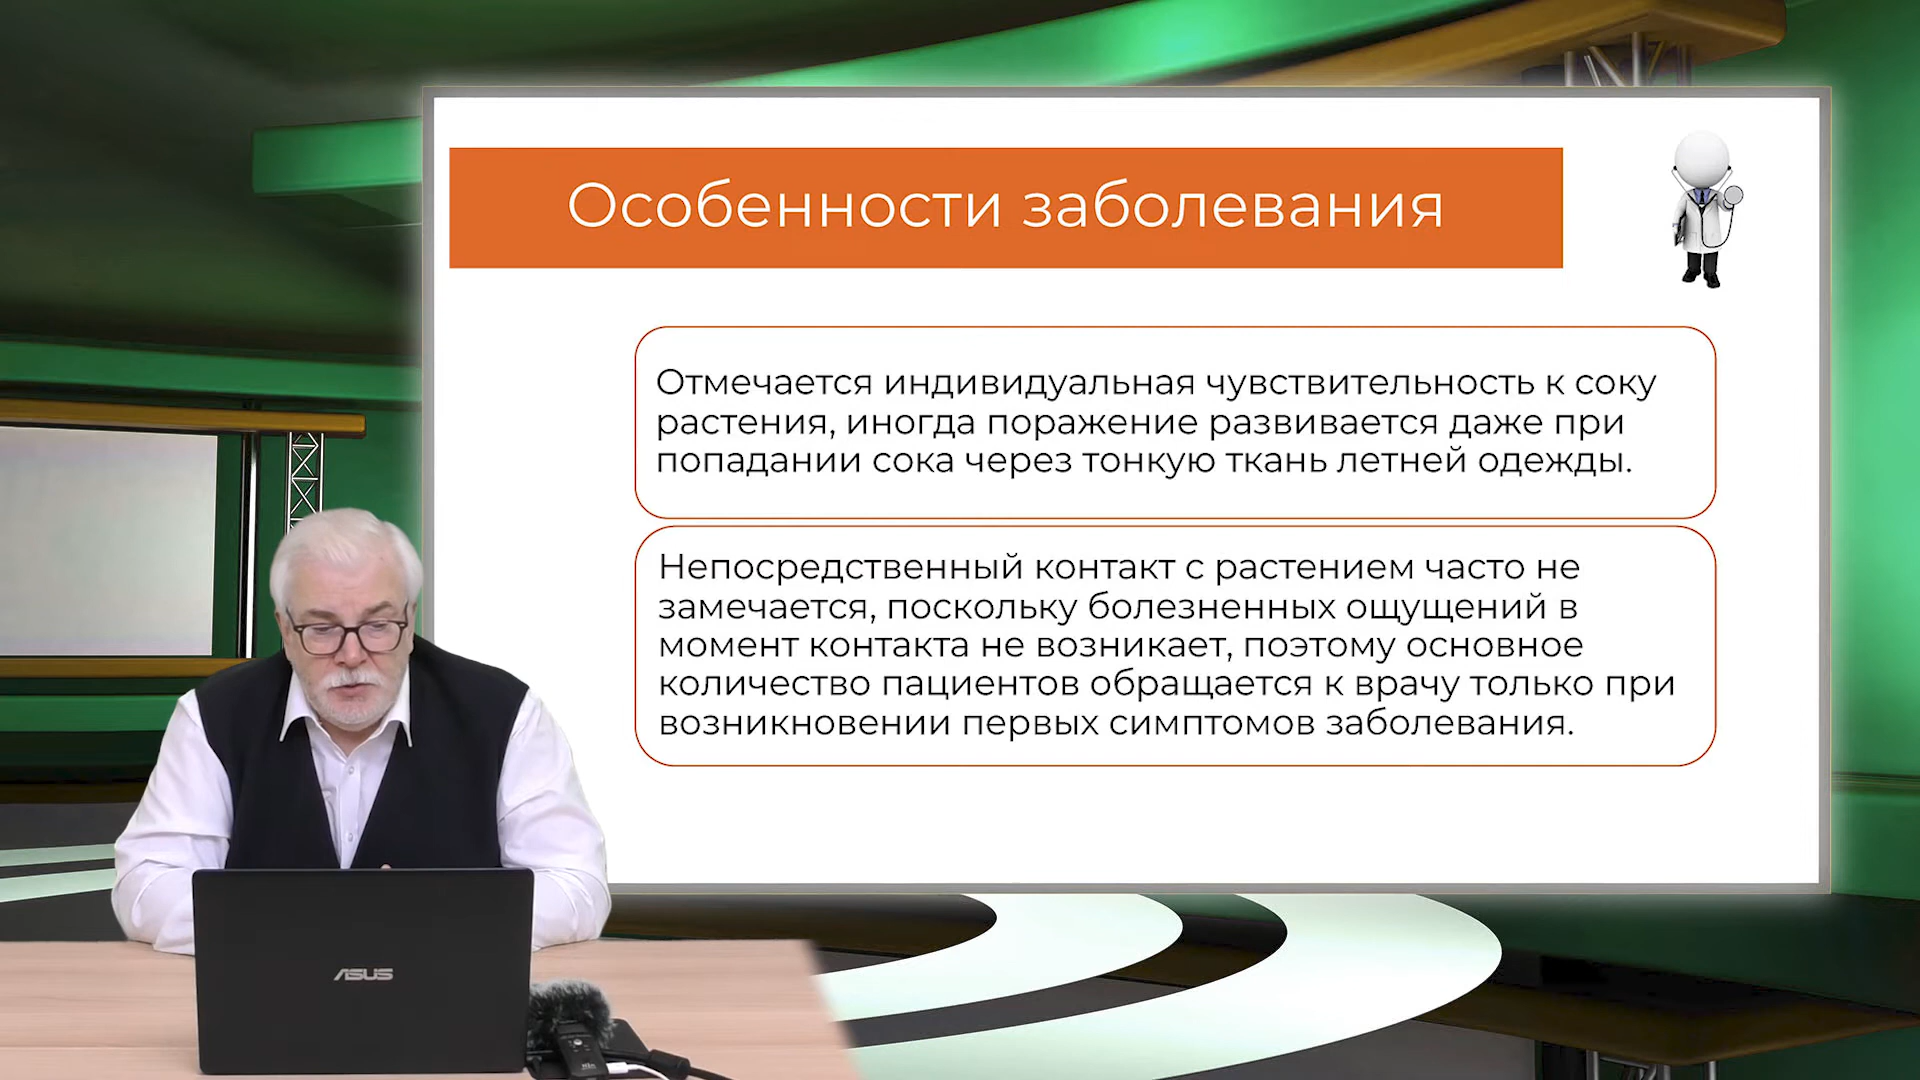 Особенности заболевания
Отмечается индивидуальная чувствительность к соку
растения, иногда поражение развивается даже при
попадании сока через тонкую ткань летней одежды.
Непосредственный контакт с растением часто не
замечается, поскольку болезненных ощущений в
момент контакта не возникает, поэтому основное
количество пациентов обращается к врачу только при
возникновении первых симптомов заболевания.
ASUS